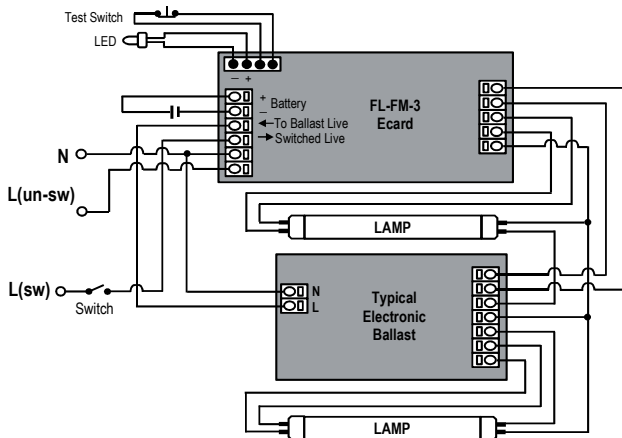 Test Switch
LED
– +
+ Battery
–
To Ballast Live
Switched Live
FL-FM-3
Ecard
N
L(un-sw)
L(sw)
Switch
LAMP
N
L
Typical
Electronic
Ballast
LAMP